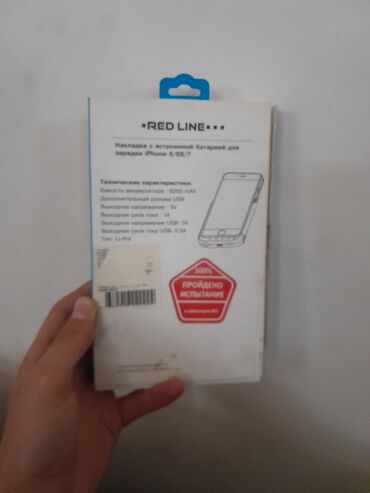 RED LINE
Накладка с встроенной батареей для
зарядки iPhone 6/6S/7
Технические характеристики:
Емкость аккумулятора : 6000 mAh
Дополнительный разъем USB
Выходное напряжение : 5V
Выходная сила тока : 1А
Выходное напряжение USB: 5V
Выходная сила тока USB: 0.5А
Тип: Li-Pol
100%
ПРОЙДЕНО
ИСПЫТАНИЕ